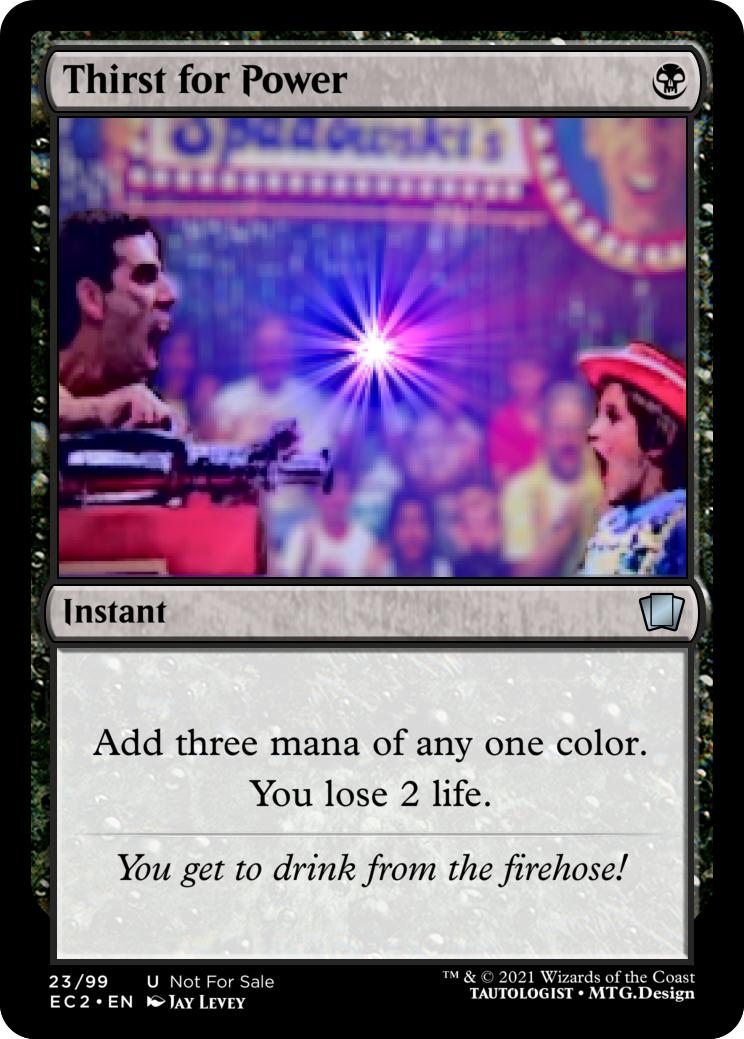 Thirst for Power
Spadowski's
Instant
Add three mana of any one color.
You lose 2 life.
You get to drink from the firehose!
23/99 U Not For Sale
EC2 • EN Jay Levey
™ & © 2021 Wizards of the Coast
TAUTOLOGIST • MTG.Design